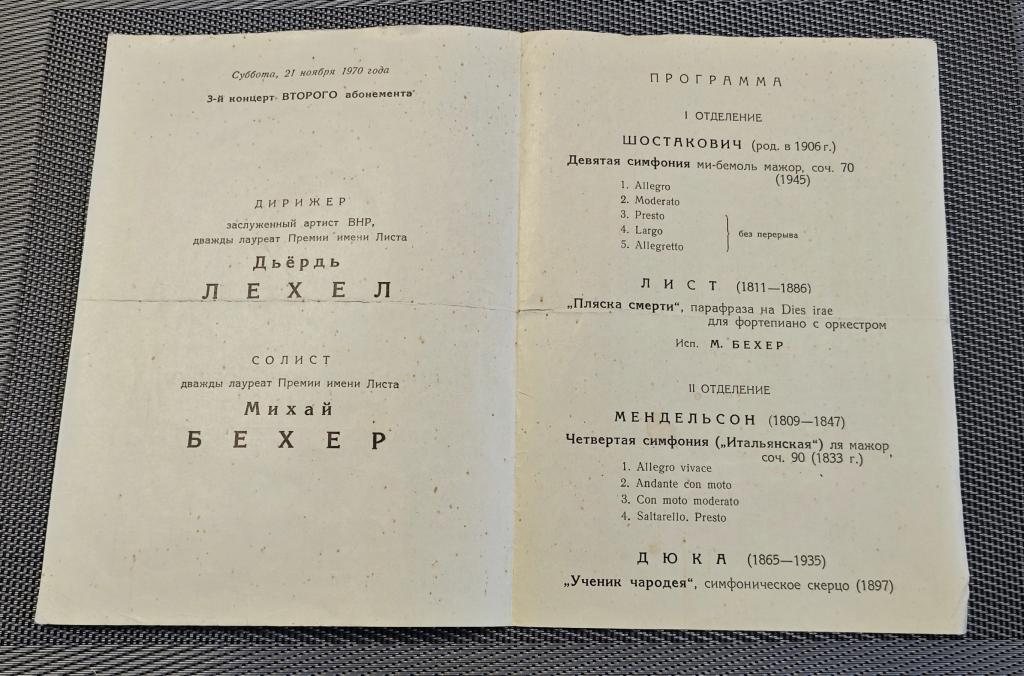 Суббота, 21 ноября 1970 года
3-й концерт ВТОРОГО абонемента
ДИРИЖЕР
заслуженный артист ВНР,
дважды лауреат Премии имени Листа
Дьёрдь
ЛЕХЕЛ
СОЛИСТ
дважды лауреат Премии имени Листа
Михай
БЕХЕР
ПРОГРАММА
I ОТДЕЛЕНИЕ
ШОСТАКОВИЧ (род. в 1906 г.)
Девятая симфония ми-бемоль мажор, соч. 70
(1945)
1. Allegro
2. Moderato
3. Presto
4. Largo
5. Allegretto
без перерыва
ЛИСТ (1811—1886)
„Пляска смерти“, парафраза на Dies irae
для фортепиано с оркестром
Исп. М. БЕХЕР
II ОТДЕЛЕНИЕ
МЕНДЕЛЬСОН (1809—1847)
Четвертая симфония („Итальянская“) ля мажор,
соч. 90 (1833 г.)
1. Allegro vivace
2. Andante con moto
3. Con moto moderato
4. Saltarello. Presto
ДЮКА (1865—1935)
„Ученик чародея“, симфоническое скерцо (1897)